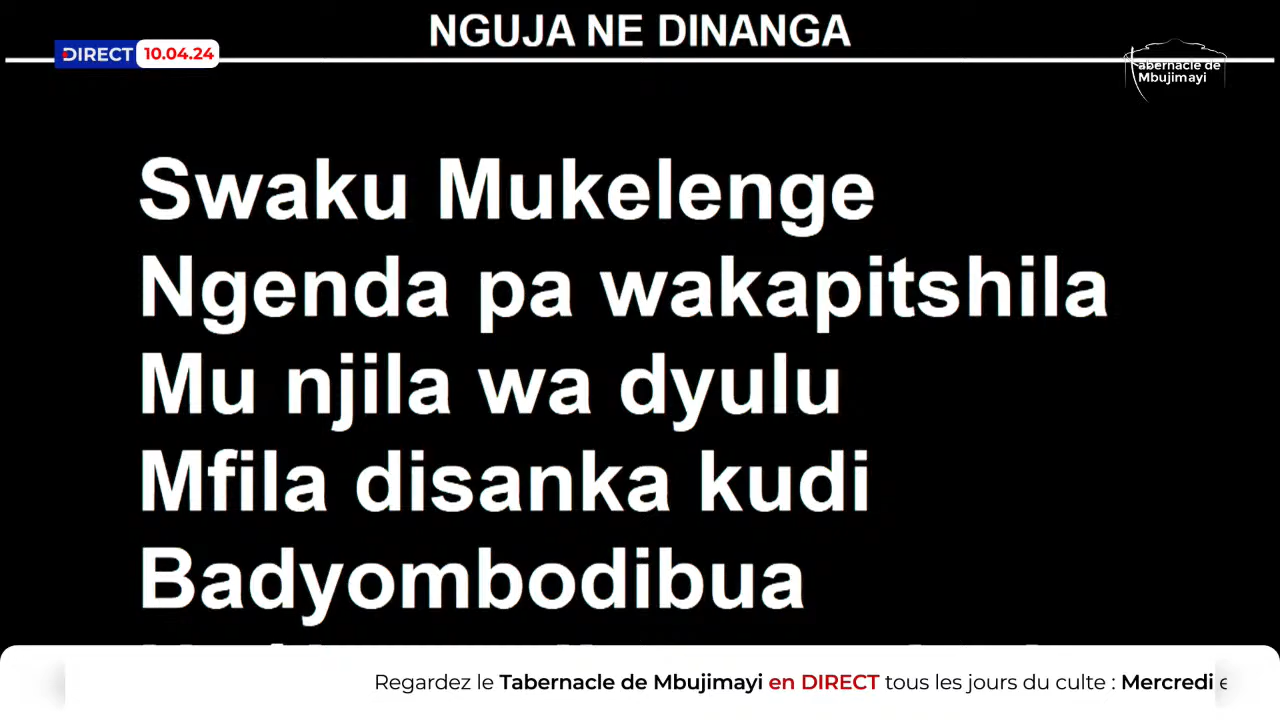 NGUJA NE DINANGA
DIRECT 10.04.24
Tabernacle de
Mbujimayi
Swaku Mukelenge
Ngenda pa wakapitshila
Mu njila wa dyulu
Mfila disanka kudi
Badyombodibua
Regardez le Tabernacle de Mbujimayi en DIRECT tous les jours du culte : Mercredi e